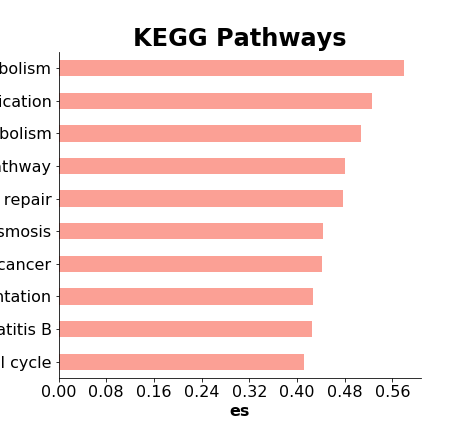 KEGG Pathways
bolism
ication
bolism
athway
repair
smosis
cancer
ntation
atitis B
l cycle
0.00 0.08 0.16 0.24 0.32 0.40 0.48 0.56
es